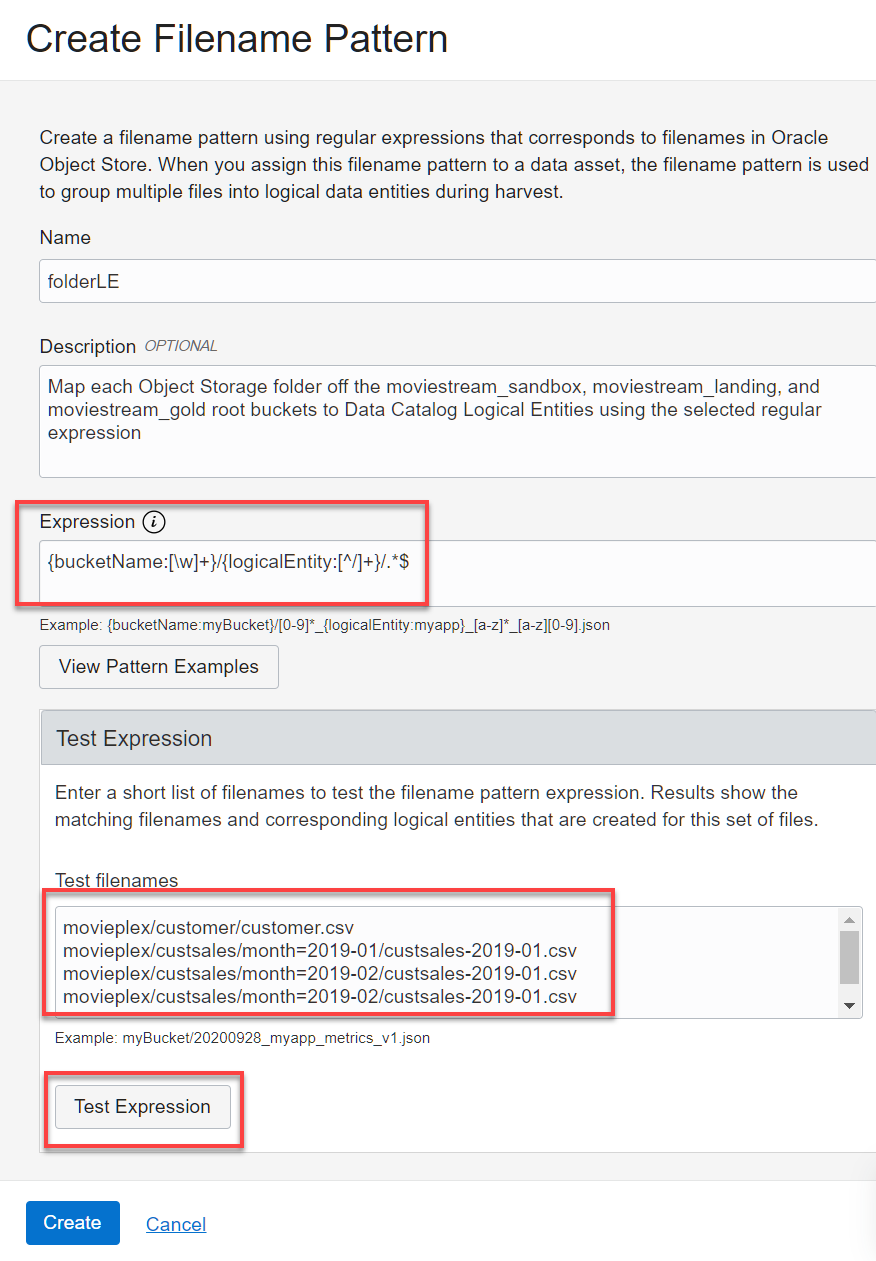 Create Filename Pattern
Create a filename pattern using regular expressions that corresponds to filenames in Oracle
Object Store. When you assign this filename pattern to a data asset, the filename pattern is used
to group multiple files into logical data entities during harvest.
Name
folderLE
Description OPTIONAL
Map each Object Storage folder off the moviestream_sandbox, moviestream_landing, and
moviestream_gold root buckets to Data Catalog Logical Entities using the selected regular
expression
Expression i
{bucketName:[\w]+}/{logicalEntity:[^/]+}/.*$
Example: {bucketName:myBucket}/[0-9]*_{logicalEntity:myapp}_[a-z]*_[a-z][0-9].json
View Pattern Examples
Test Expression
Enter a short list of filenames to test the filename pattern expression. Results show the
matching filenames and corresponding logical entities that are created for this set of files.
Test filenames
movieplex/customer/customer.csv
movieplex/custsales/month=2019-01/custsales-2019-01.csv
movieplex/custsales/month=2019-02/custsales-2019-01.csv
movieplex/custsales/month=2019-02/custsales-2019-01.csv
Example: myBucket/20200928_myapp_metrics_v1.json
Test Expression
Create Cancel